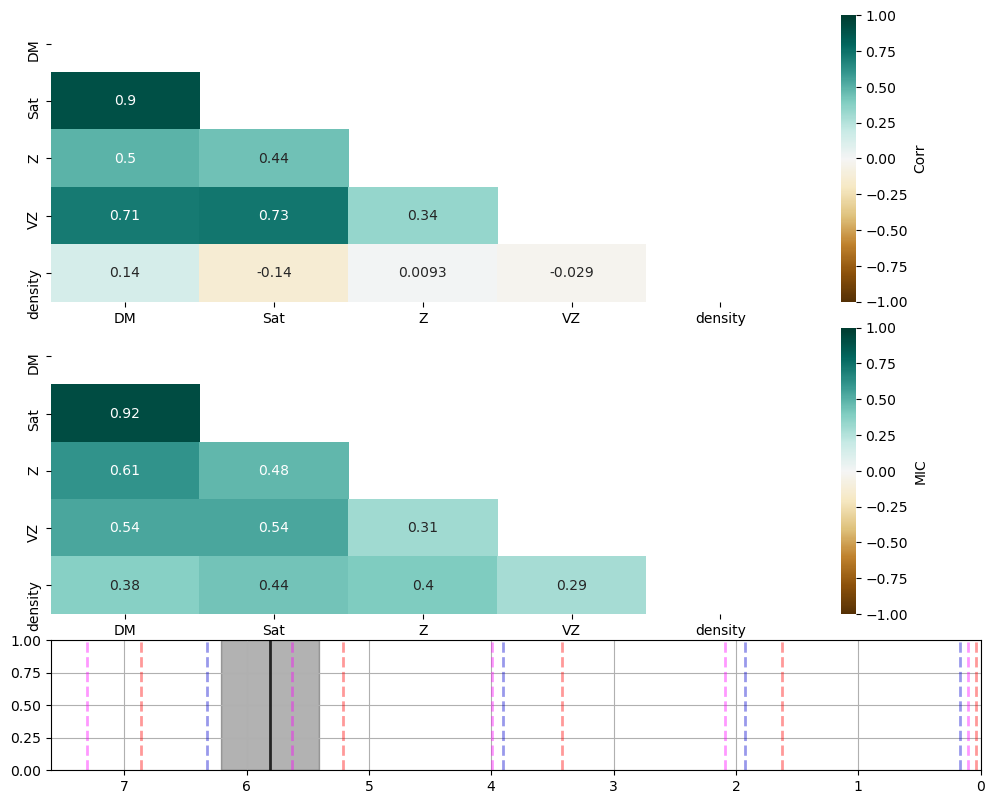 DM
Sat
Z
VZ
density
0.9
0.5 0.44
0.71 0.73 0.34
0.14 -0.14 0.0093 -0.029
DM Sat Z VZ density
1.00
0.75
0.50
0.25
0.00
−0.25
−0.50
−0.75
−1.00
Corr
DM
Sat
Z
VZ
density
0.92
0.61 0.48
0.54 0.54 0.31
0.38 0.44 0.4 0.29
DM Sat Z VZ density
1.00
0.75
0.50
0.25
0.00
−0.25
−0.50
−0.75
−1.00
MIC
1.00
0.75
0.50
0.25
0.00
7 6 5 4 3 2 1 0